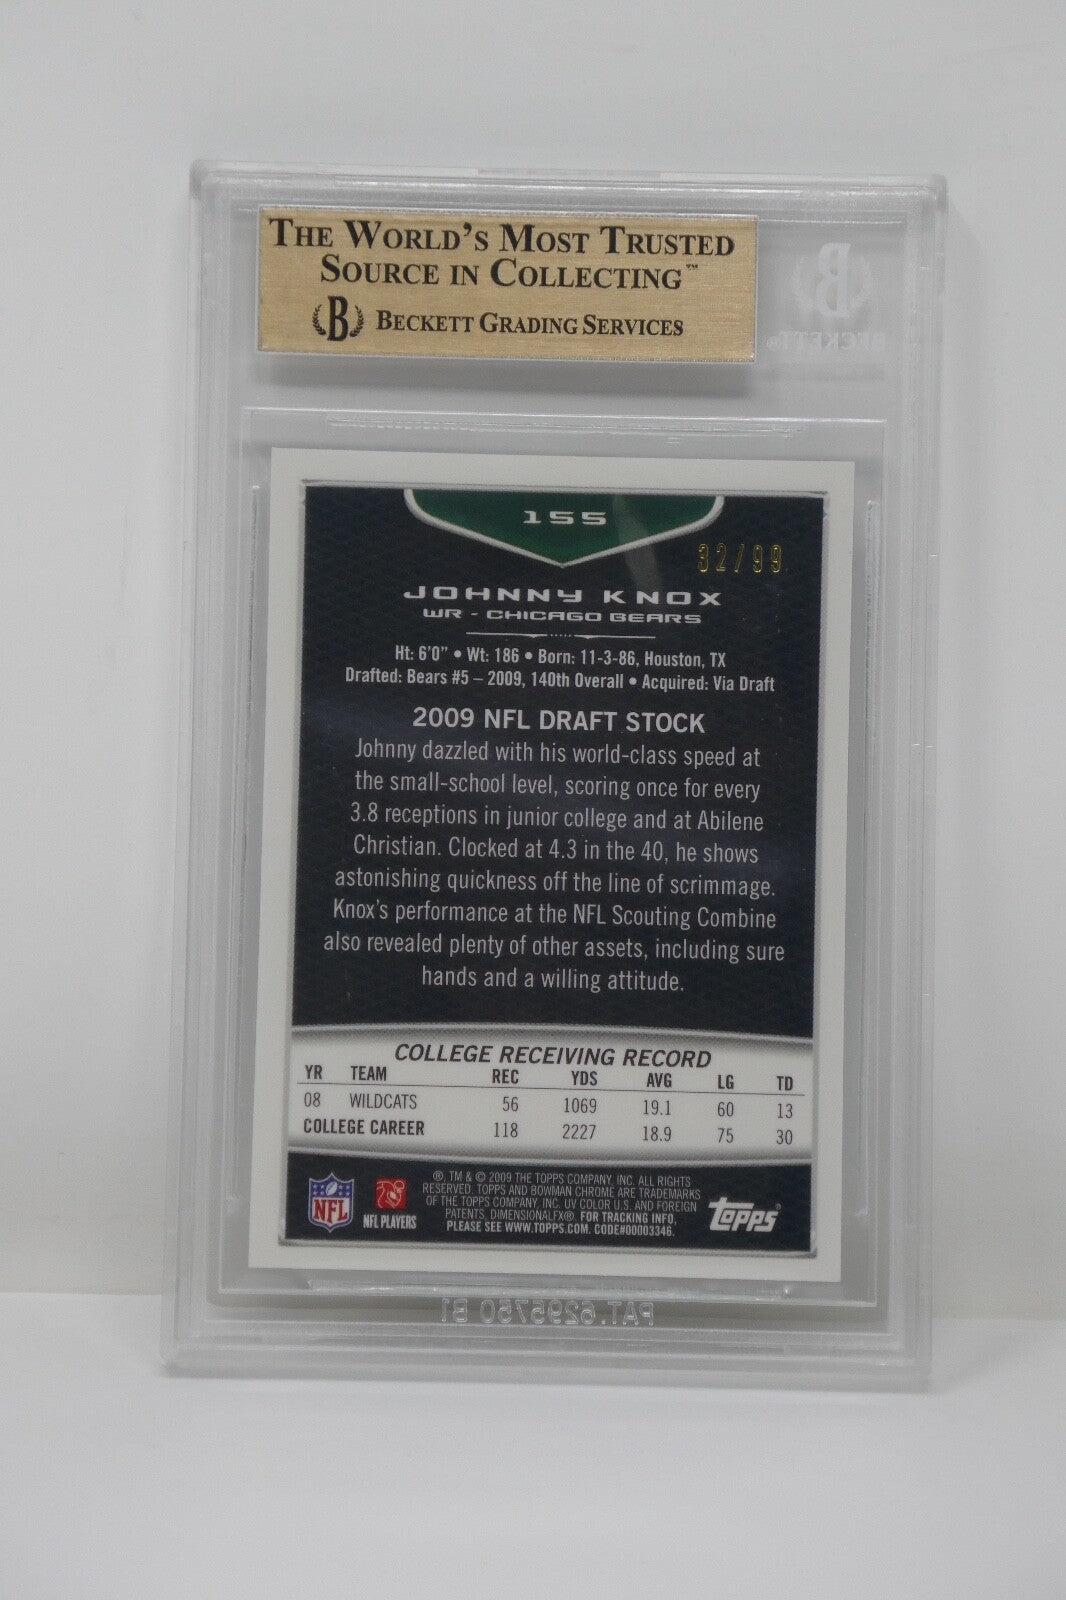 THE WORLD'S MOST TRUSTED
SOURCE IN COLLECTING™
B BECKETT GRADING SERVICES
B
BECKETT®
155
32/99
JOHNNY KNOX
WR - CHICAGO BEARS
Ht: 6'0" • Wt: 186 • Born: 11-3-86, Houston, TX
Drafted: Bears #5 – 2009, 140th Overall • Acquired: Via Draft
2009 NFL DRAFT STOCK
Johnny dazzled with his world-class speed at
the small-school level, scoring once for every
3.8 receptions in junior college and at Abilene
Christian. Clocked at 4.3 in the 40, he shows
astonishing quickness off the line of scrimmage.
Knox's performance at the NFL Scouting Combine
also revealed plenty of other assets, including sure
hands and a willing attitude.
COLLEGE RECEIVING RECORD
YR TEAM REC YDS AVG LG TD
08 WILDCATS 56 1069 19.1 60 13
COLLEGE CAREER 118 2227 18.9 75 30
®, TM & © 2009 THE TOPPS COMPANY, INC. ALL RIGHTS
RESERVED. TOPPS AND BOWMAN CHROME ARE TRADEMARKS
OF THE TOPPS COMPANY, INC. UV COLOR U.S. AND FOREIGN
PATENTS. DIMENSIONALFX®. FOR TRACKING INFO,
PLEASE SEE WWW.TOPPS.COM. CODE#00003346.
NFL
NFL PLAYERS
Topps®
PAT. 6295750 B1